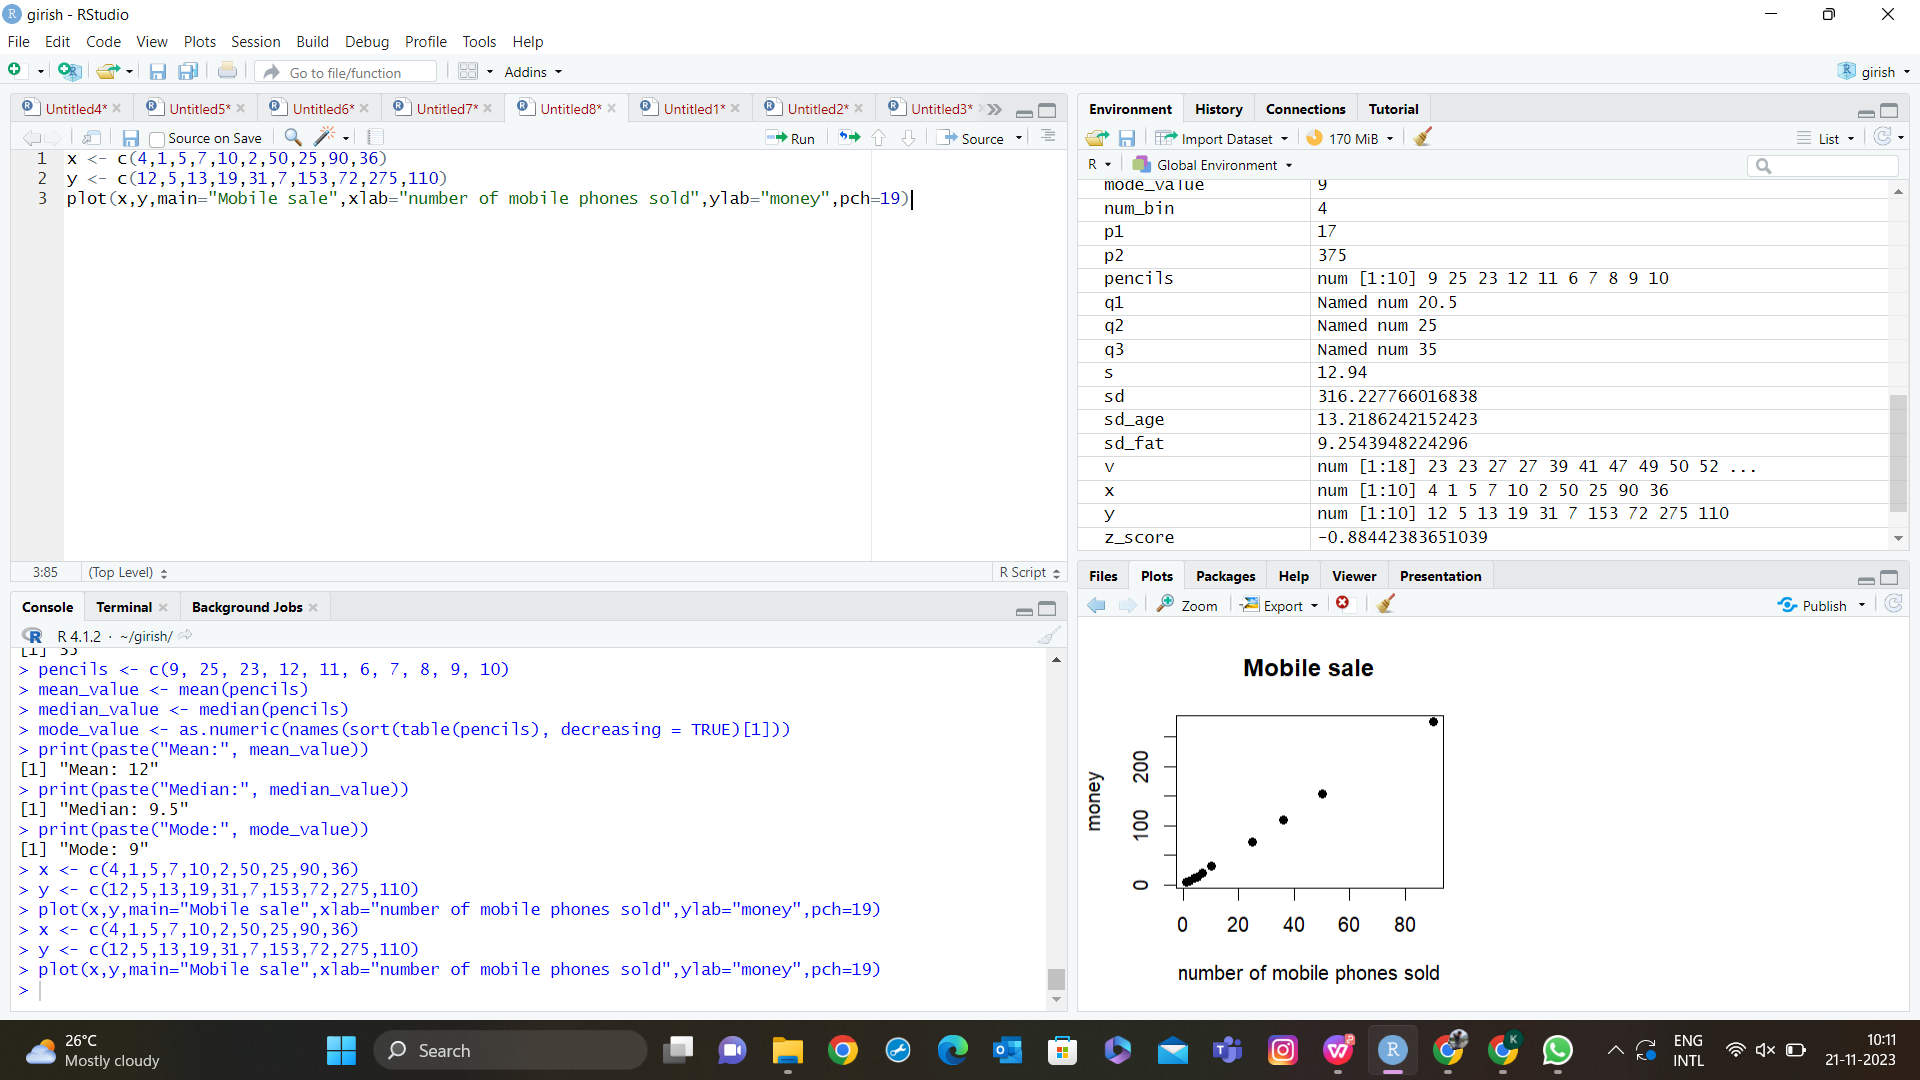 girish - RStudio
File Edit Code View Plots Session Build Debug Profile Tools Help
Go to file/function Addins girish
Untitled4* Untitled5* Untitled6* Untitled7* Untitled8* Untitled1* Untitled2* Untitled3*
Source on Save Run Source
1 x <- c(4,1,5,7,10,2,50,25,90,36)
2 y <- c(12,5,13,19,31,7,153,72,275,110)
3 plot(x,y,main="Mobile sale",xlab="number of mobile phones sold",ylab="money",pch=19)
3:85 (Top Level) R Script
Console Terminal Background Jobs
R 4.1.2 · ~/girish/
[1] 35
> pencils <- c(9, 25, 23, 12, 11, 6, 7, 8, 9, 10)
> mean_value <- mean(pencils)
> median_value <- median(pencils)
> mode_value <- as.numeric(names(sort(table(pencils), decreasing = TRUE)[1]))
> print(paste("Mean:", mean_value))
[1] "Mean: 12"
> print(paste("Median:", median_value))
[1] "Median: 9.5"
> print(paste("Mode:", mode_value))
[1] "Mode: 9"
> x <- c(4,1,5,7,10,2,50,25,90,36)
> y <- c(12,5,13,19,31,7,153,72,275,110)
> plot(x,y,main="Mobile sale",xlab="number of mobile phones sold",ylab="money",pch=19)
> x <- c(4,1,5,7,10,2,50,25,90,36)
> y <- c(12,5,13,19,31,7,153,72,275,110)
> plot(x,y,main="Mobile sale",xlab="number of mobile phones sold",ylab="money",pch=19)
>
Environment History Connections Tutorial
Import Dataset 170 MiB List
R Global Environment
mode_value 9
num_bin 4
p1 17
p2 375
pencils num [1:10] 9 25 23 12 11 6 7 8 9 10
q1 Named num 20.5
q2 Named num 25
q3 Named num 35
s 12.94
sd 316.227766016838
sd_age 13.2186242152423
sd_fat 9.2543948224296
v num [1:18] 23 23 27 27 39 41 47 49 50 52 ...
x num [1:10] 4 1 5 7 10 2 50 25 90 36
y num [1:10] 12 5 13 19 31 7 153 72 275 110
z_score -0.88442383651039
Files Plots Packages Help Viewer Presentation
Zoom Export Publish
Mobile sale
money
200
100
0
0 20 40 60 80
number of mobile phones sold
26°C
Mostly cloudy
Search
ENG
INTL
10:11
21-11-2023